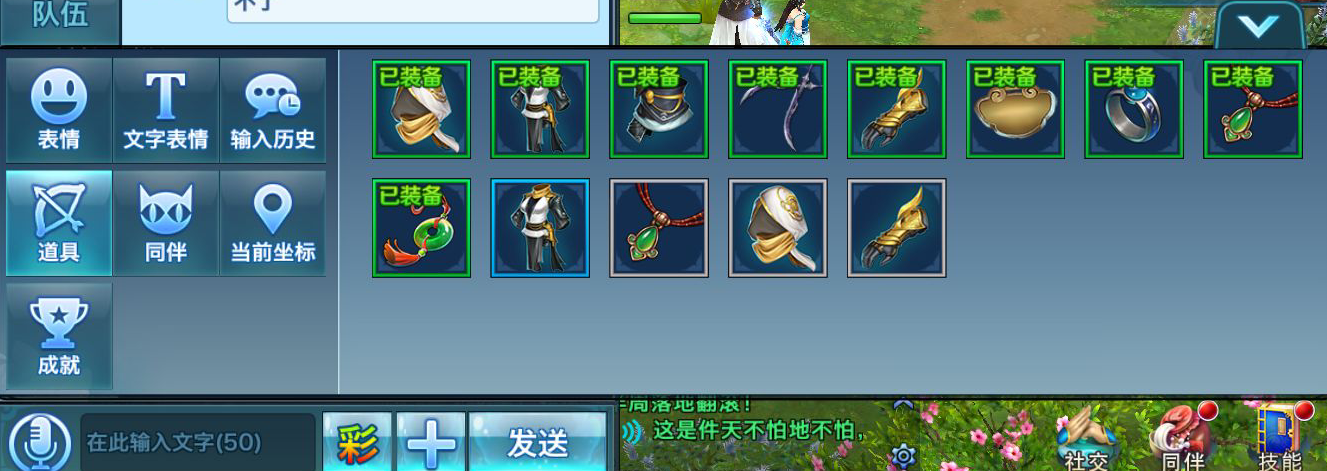 队伍
不了
表情
文字表情
输入历史
道具
同伴
当前坐标
成就
已装备
已装备
已装备
已装备
已装备
已装备
已装备
已装备
已装备
在此输入文字(50)
彩
发送
周落地翻滚!
这是件天不怕地不怕,
社交
同伴
技能